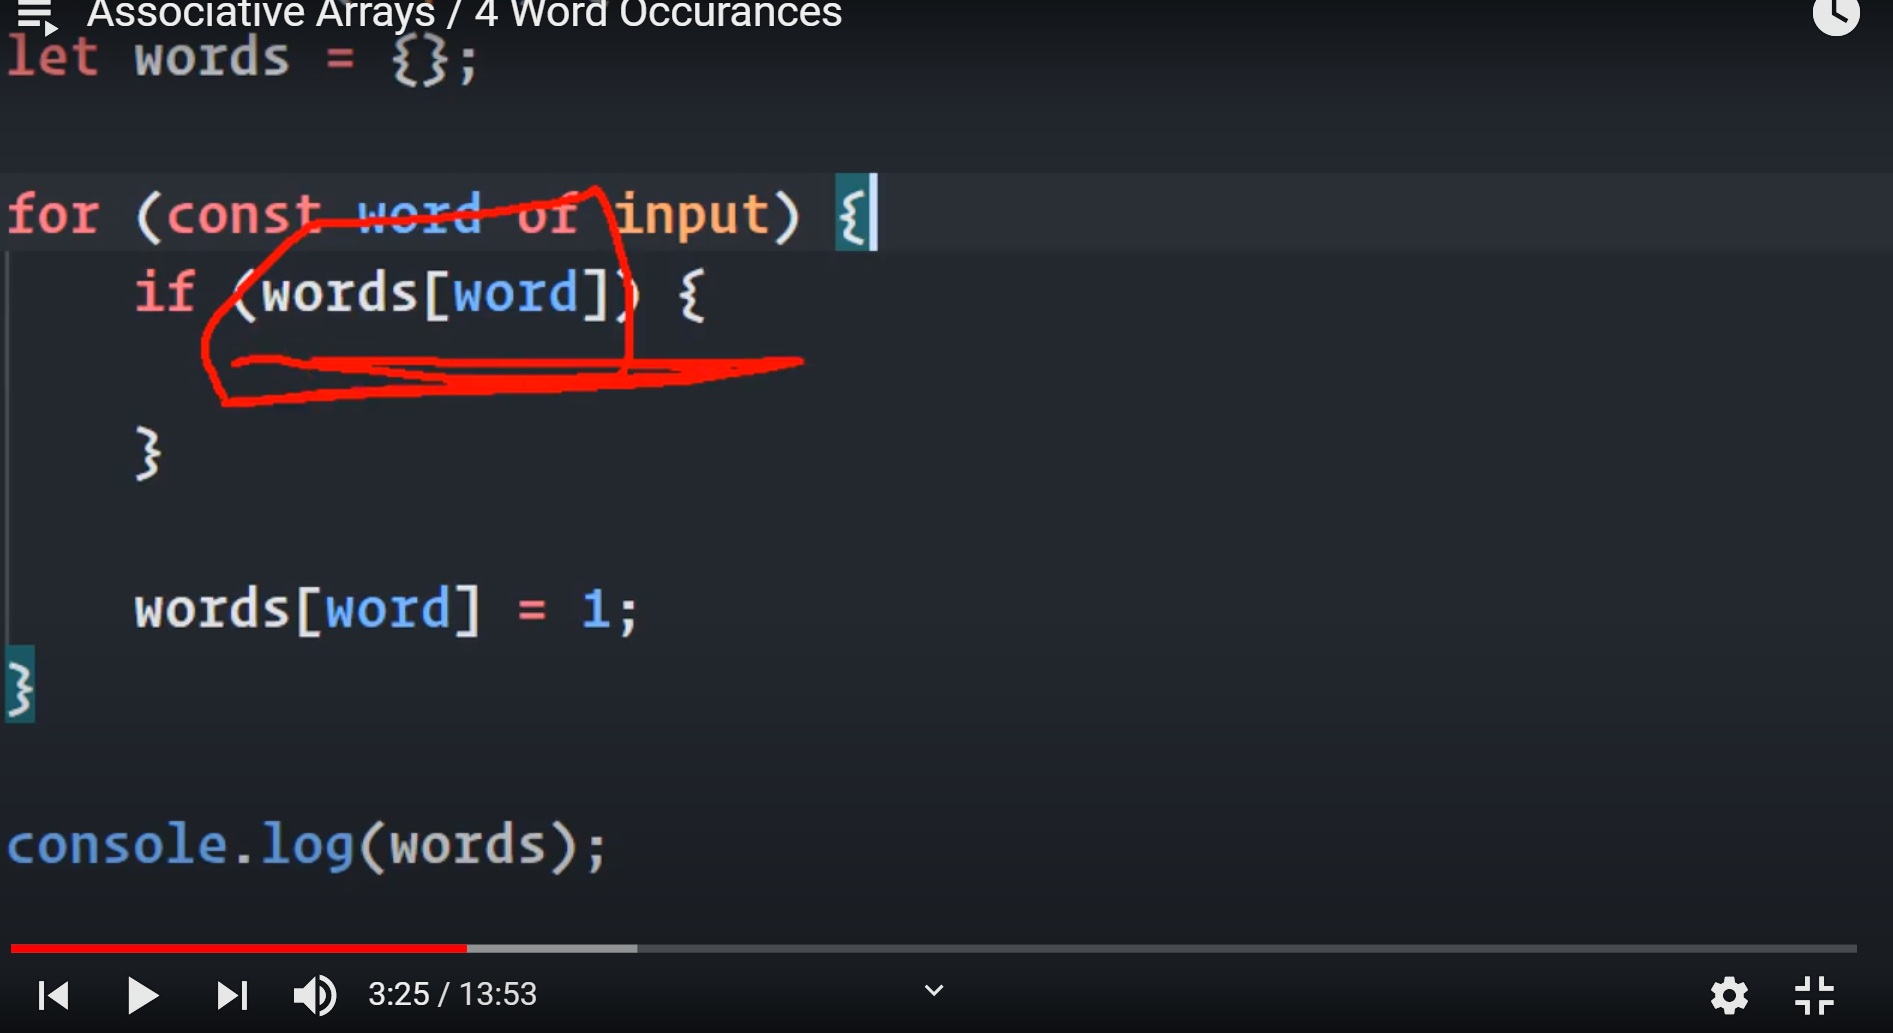 Associative Arrays / 4 Word Occurances
let words = {};
for (const word of input) {
if (words[word]) {
}
words[word] = 1;
}
console.log(words);
3:25 / 13:53